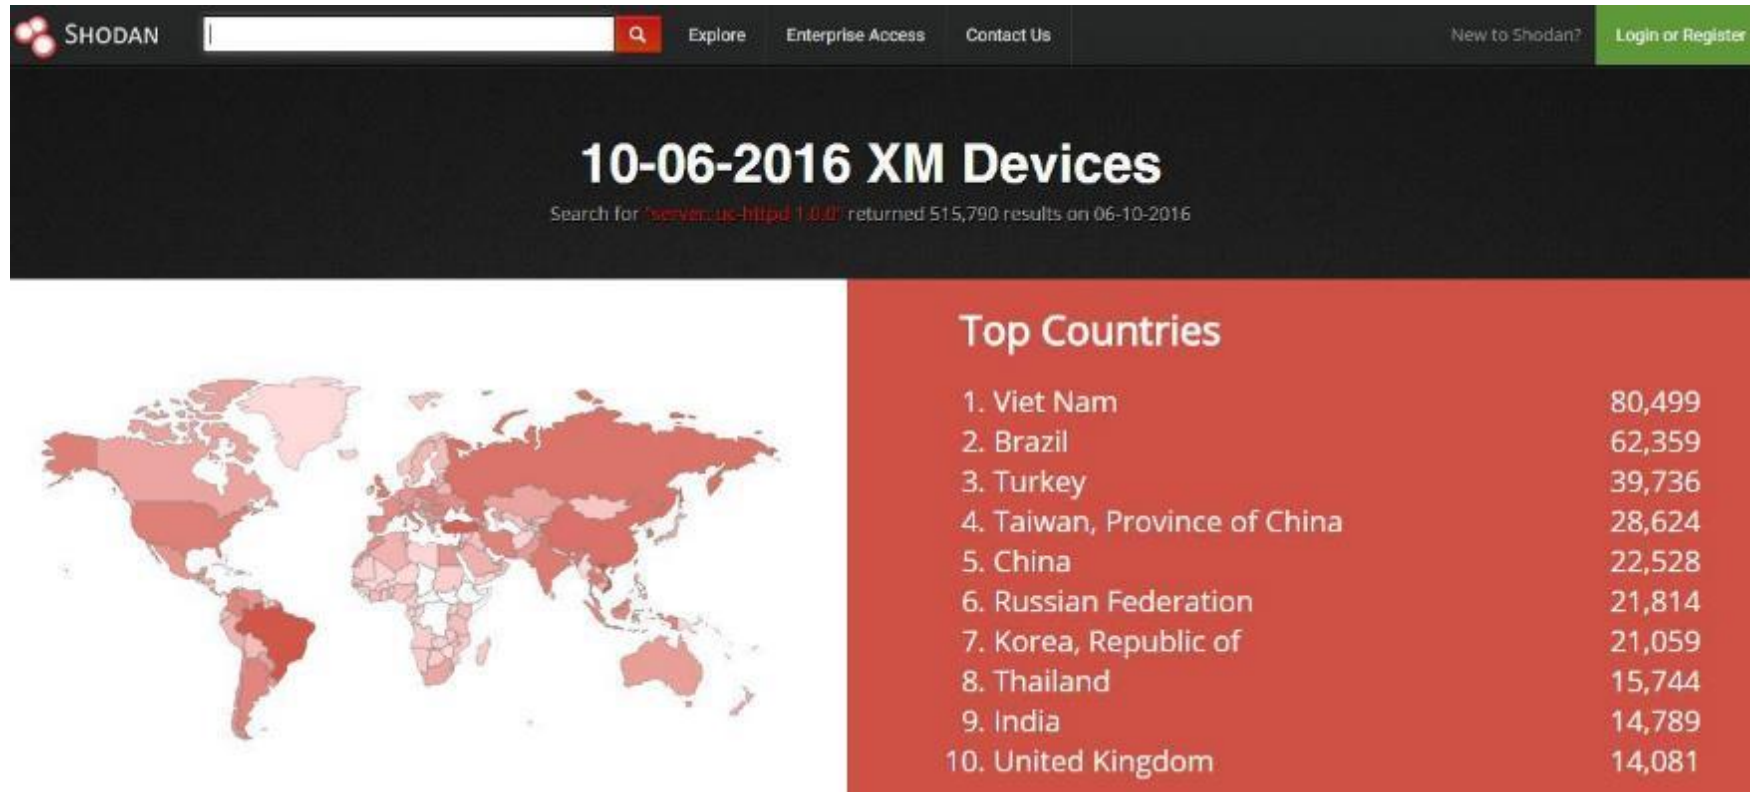 SHODAN
Explore
Enterprise Access
Contact Us
New to Shodan?
Login or Register
10-06-2016 XM Devices
Search for "server: uc-httpd 1.0.0" returned 515,790 results on 06-10-2016
Top Countries
1. Viet Nam 80,499
2. Brazil 62,359
3. Turkey 39,736
4. Taiwan, Province of China 28,624
5. China 22,528
6. Russian Federation 21,814
7. Korea, Republic of 21,059
8. Thailand 15,744
9. India 14,789
10. United Kingdom 14,081